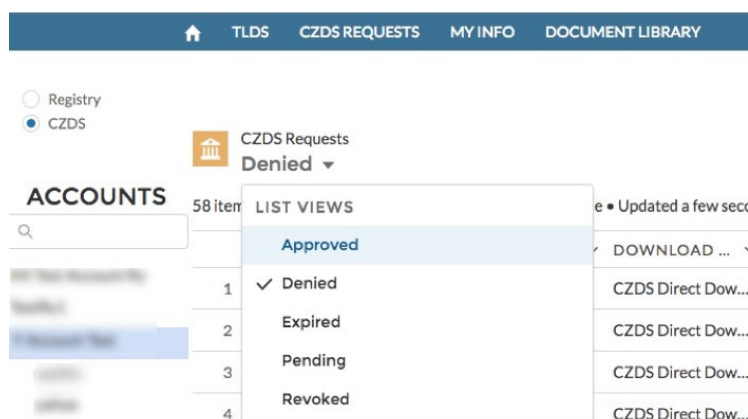 TLDS CZDS REQUESTS MY INFO DOCUMENT LIBRARY
Registry
CZDS
CZDS Requests
Denied
ACCOUNTS
58 item
e • Updated a few seco
LIST VIEWS
Approved
DOWNLOAD ...
Denied
1 CZDS Direct Dow...
Expired
2 CZDS Direct Dow...
Pending
3 CZDS Direct Dow...
Revoked
4 CZDS Direct Dow...